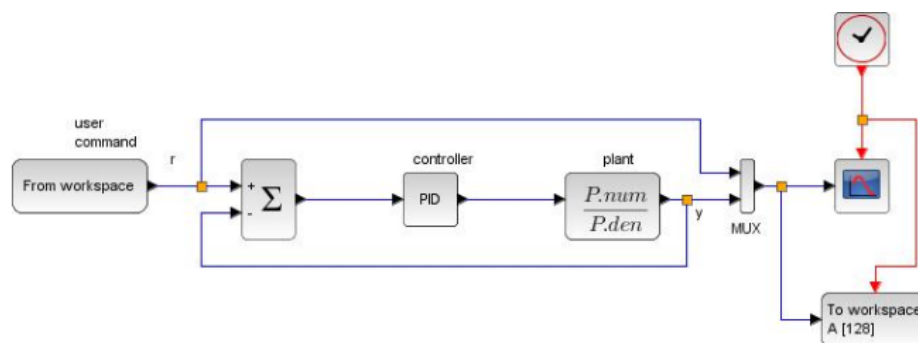 user
command
r
From workspace
+
-
Σ
controller
PID
plant
P.num
P.den
y
MUX
To workspace
A [128]